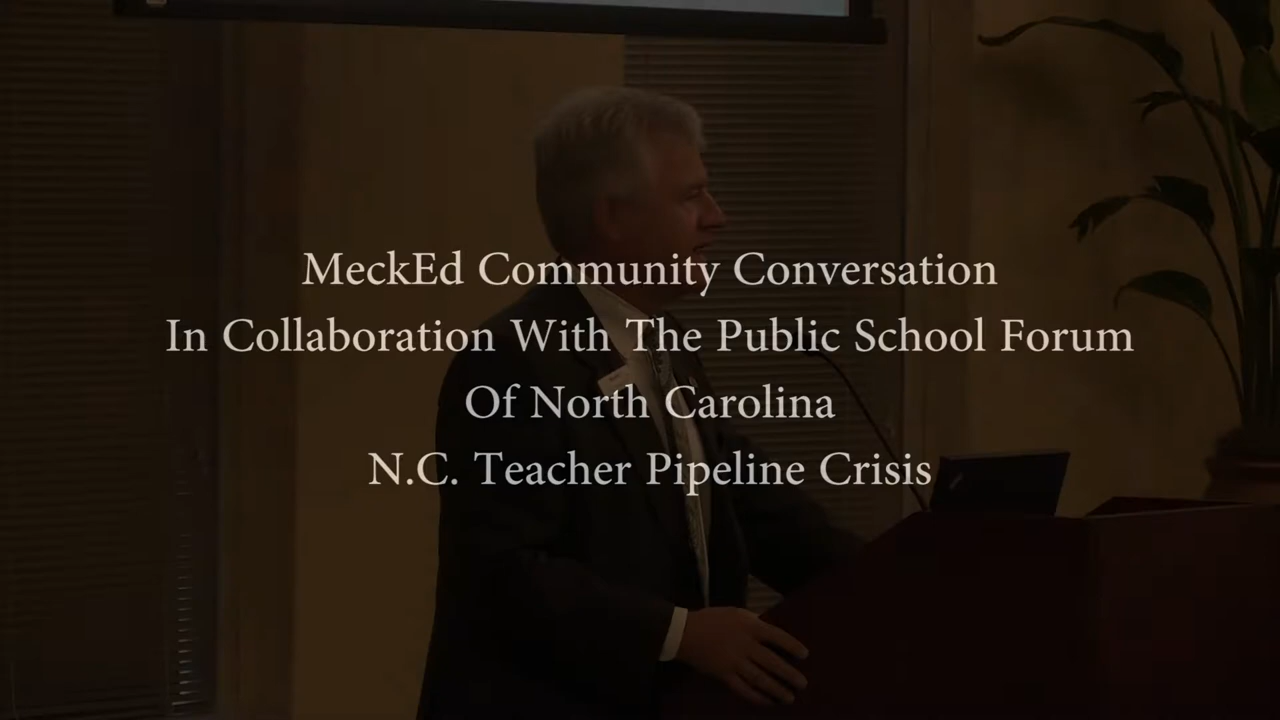 MeckEd Community Conversation
In Collaboration With The Public School Forum
Of North Carolina
N.C. Teacher Pipeline Crisis